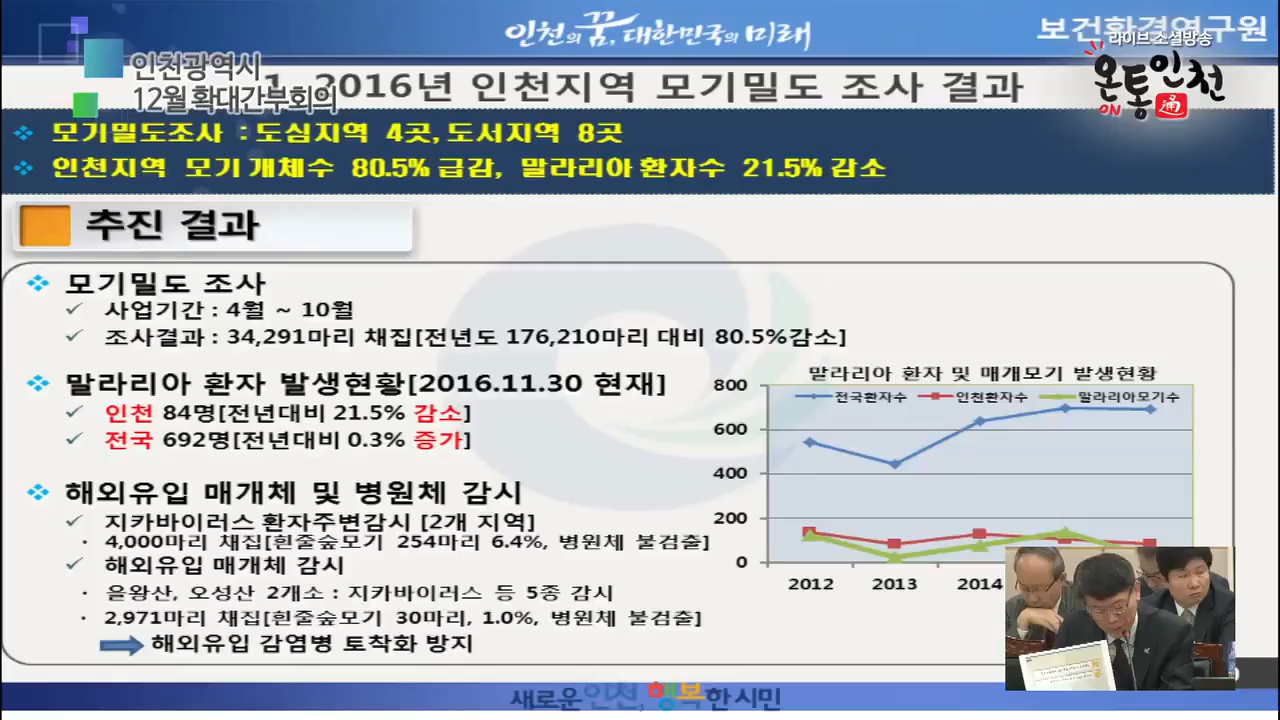 인천의 꿈, 대한민국의 미래
보건환경연구원
라이브 소셜방송
온통인천
ON 通
인천광역시
12월 확대간부회의
1. 2016년 인천지역 모기밀도 조사 결과
모기밀도조사 : 도심지역 4곳, 도서지역 8곳
인천지역 모기 개체수 80.5% 급감, 말라리아 환자수 21.5% 감소
추진 결과
모기밀도 조사
사업기간 : 4월 ~ 10월
조사결과 : 34,291마리 채집[전년도 176,210마리 대비 80.5%감소]
말라리아 환자 발생현황[2016.11.30 현재]
인천 84명[전년대비 21.5% 감소]
전국 692명[전년대비 0.3% 증가]
해외유입 매개체 및 병원체 감시
지카바이러스 환자주변감시 [2개 지역]
· 4,000마리 채집[흰줄숲모기 254마리 6.4%, 병원체 불검출]
해외유입 매개체 감시
· 을왕산, 오성산 2개소 : 지카바이러스 등 5종 감시
· 2,971마리 채집[흰줄숲모기 30마리, 1.0%, 병원체 불검출]
해외유입 감염병 토착화 방지
말라리아 환자 및 매개모기 발생현황
전국환자수 인천환자수 말라리아모기수
800
600
400
200
0
2012 2013 2014
새로운 인천, 행복한 시민